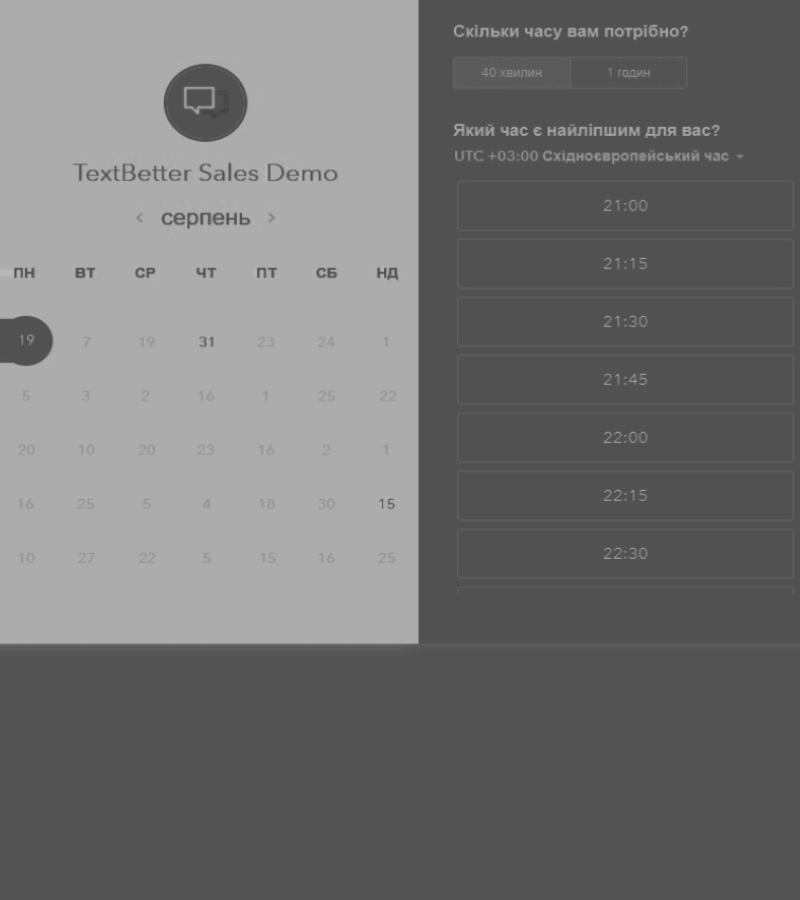 TextBetter Sales Demo
серпень
ПН ВТ СР ЧТ ПТ СБ НД
19 7 19 31 23 24 1
5 3 2 16 1 25 22
20 10 20 23 16 2 1
16 25 5 4 18 30 15
10 27 22 5 15 16 25
Скільки часу вам потрібно?
40 хвилин 1 годин
Який час є найліпшим для вас?
UTC +03:00 Східноєвропейський час
21:00
21:15
21:30
21:45
22:00
22:15
22:30